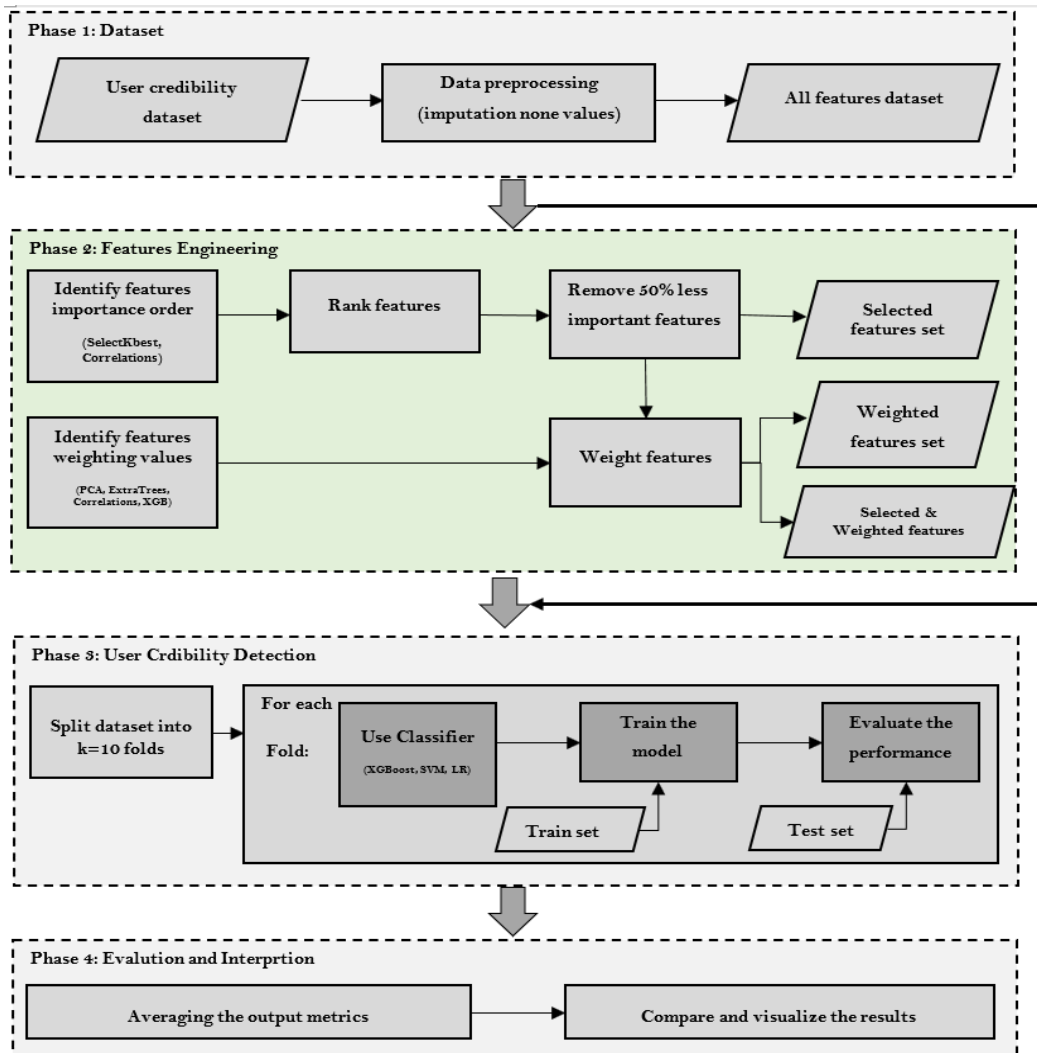 Phase 1: Dataset
User credibility
dataset
Data preprocessing
(imputation none values)
All features dataset
Phase 2: Features Engineering
Identify features
importance order
(SelectKbest,
Correlations)
Rank features
Remove 50% less
important features
Selected
features set
Identify features
weighting values
(PCA, ExtraTrees,
Correlations, XGB)
Weight features
Weighted
features set
Selected &
Weighted features
Phase 3: User Crdibility Detection
Split dataset into
k=10 folds
For each
Fold:
Use Classifier
(XGBoost, SVM, LR)
Train the
model
Evaluate the
performance
Train set
Test set
Phase 4: Evalution and Interprtion
Averaging the output metrics
Compare and visualize the results